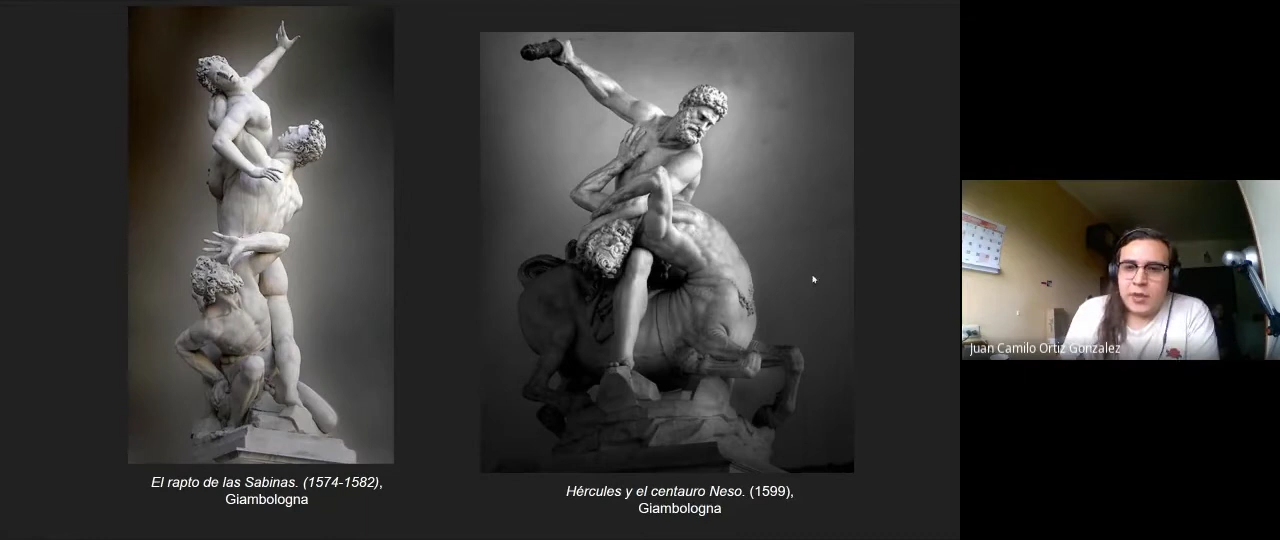 El rapto de las Sabinas. (1574-1582),
Giambologna
Hércules y el centauro Neso. (1599),
Giambologna
Juan Camilo Ortiz Gonzalez